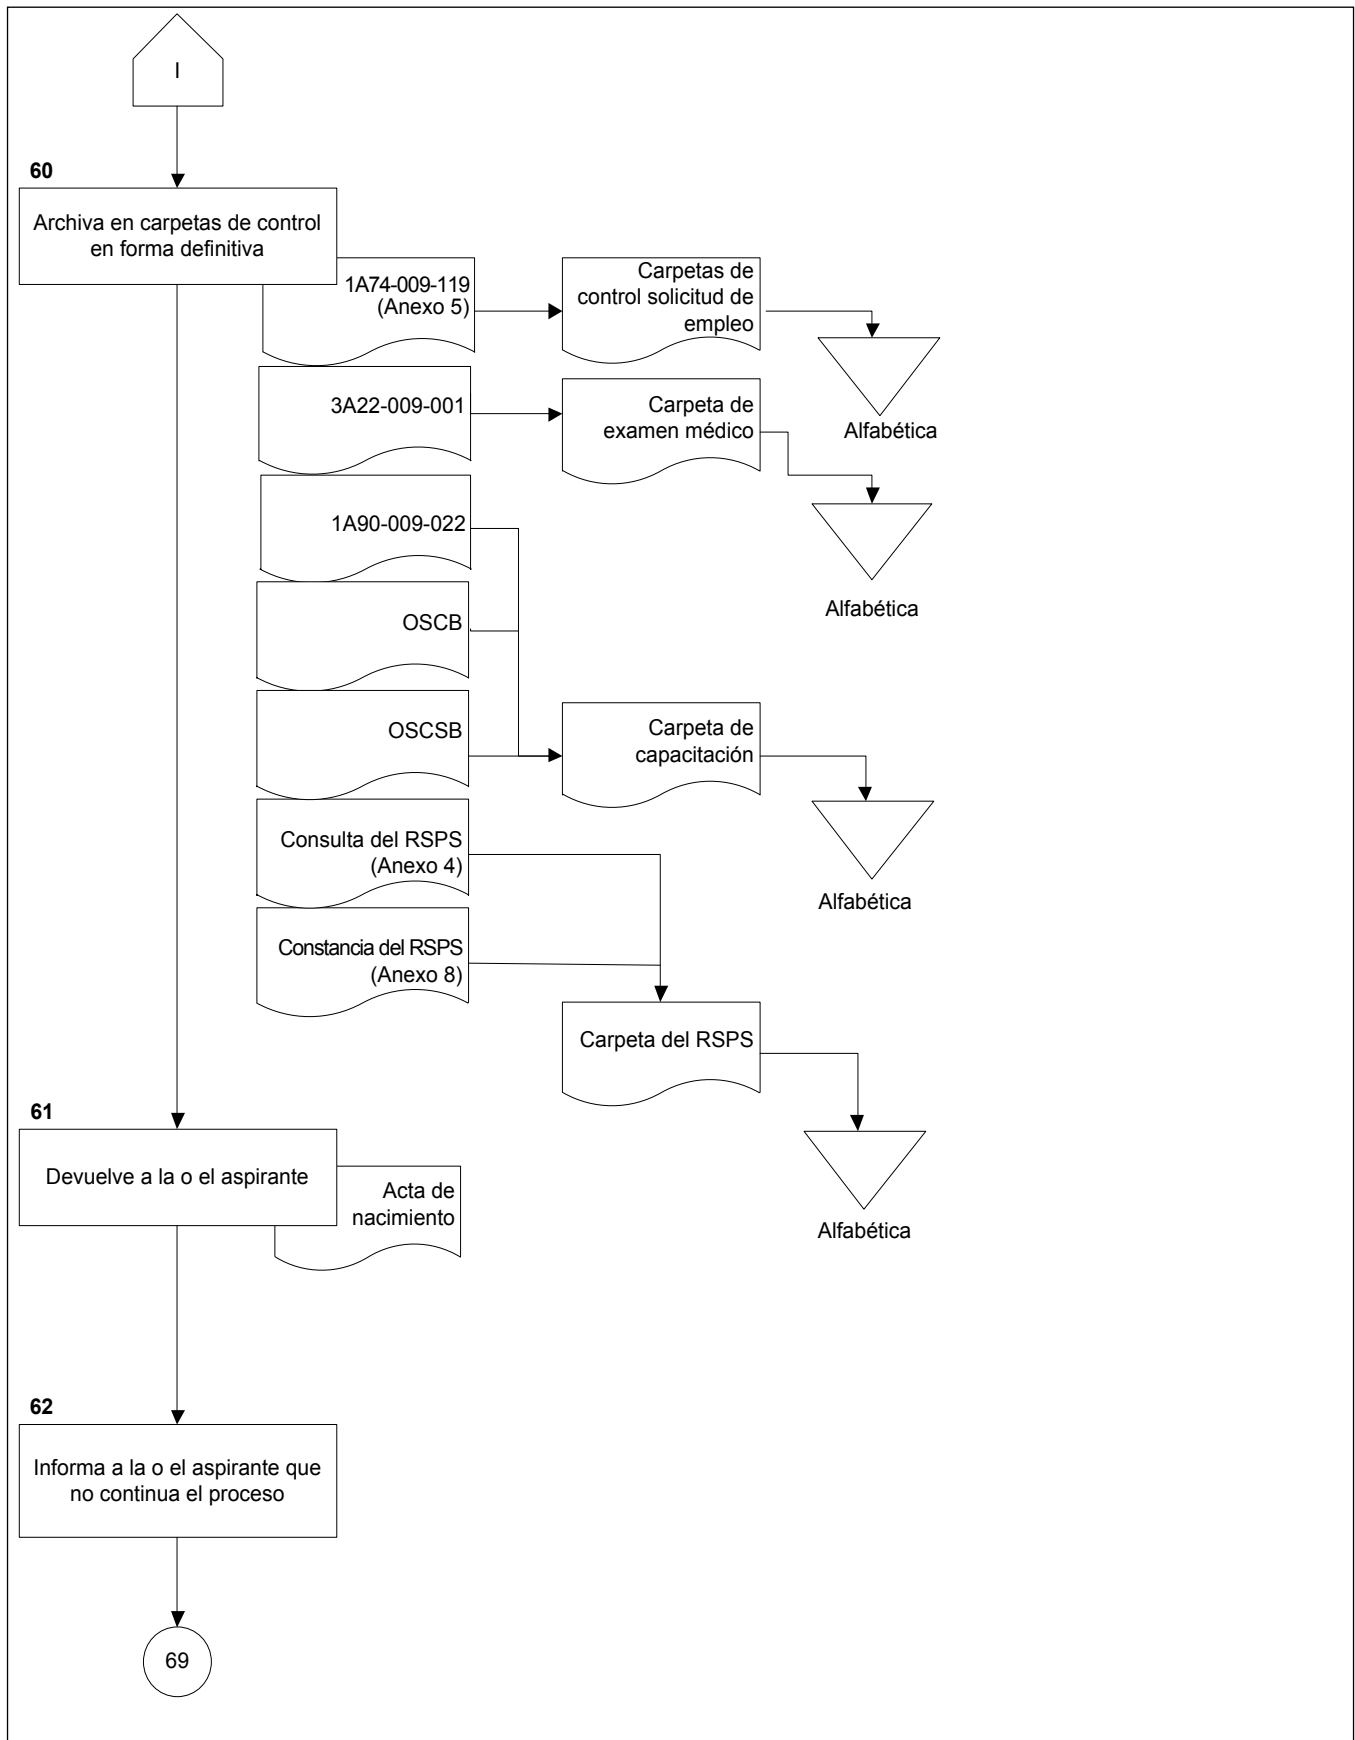 I
60
Archiva en carpetas de control
en forma definitiva
1A74-009-119
(Anexo 5)
Carpetas de
control solicitud de
empleo
Alfabética
3A22-009-001
Carpeta de
examen médico
Alfabética
1A90-009-022
OSCB
OSCSB
Carpeta de
capacitación
Alfabética
Consulta del RSPS
(Anexo 4)
Constancia del RSPS
(Anexo 8)
Carpeta del RSPS
Alfabética
61
Devuelve a la o el aspirante
Acta de
nacimiento
62
Informa a la o el aspirante que
no continua el proceso
69